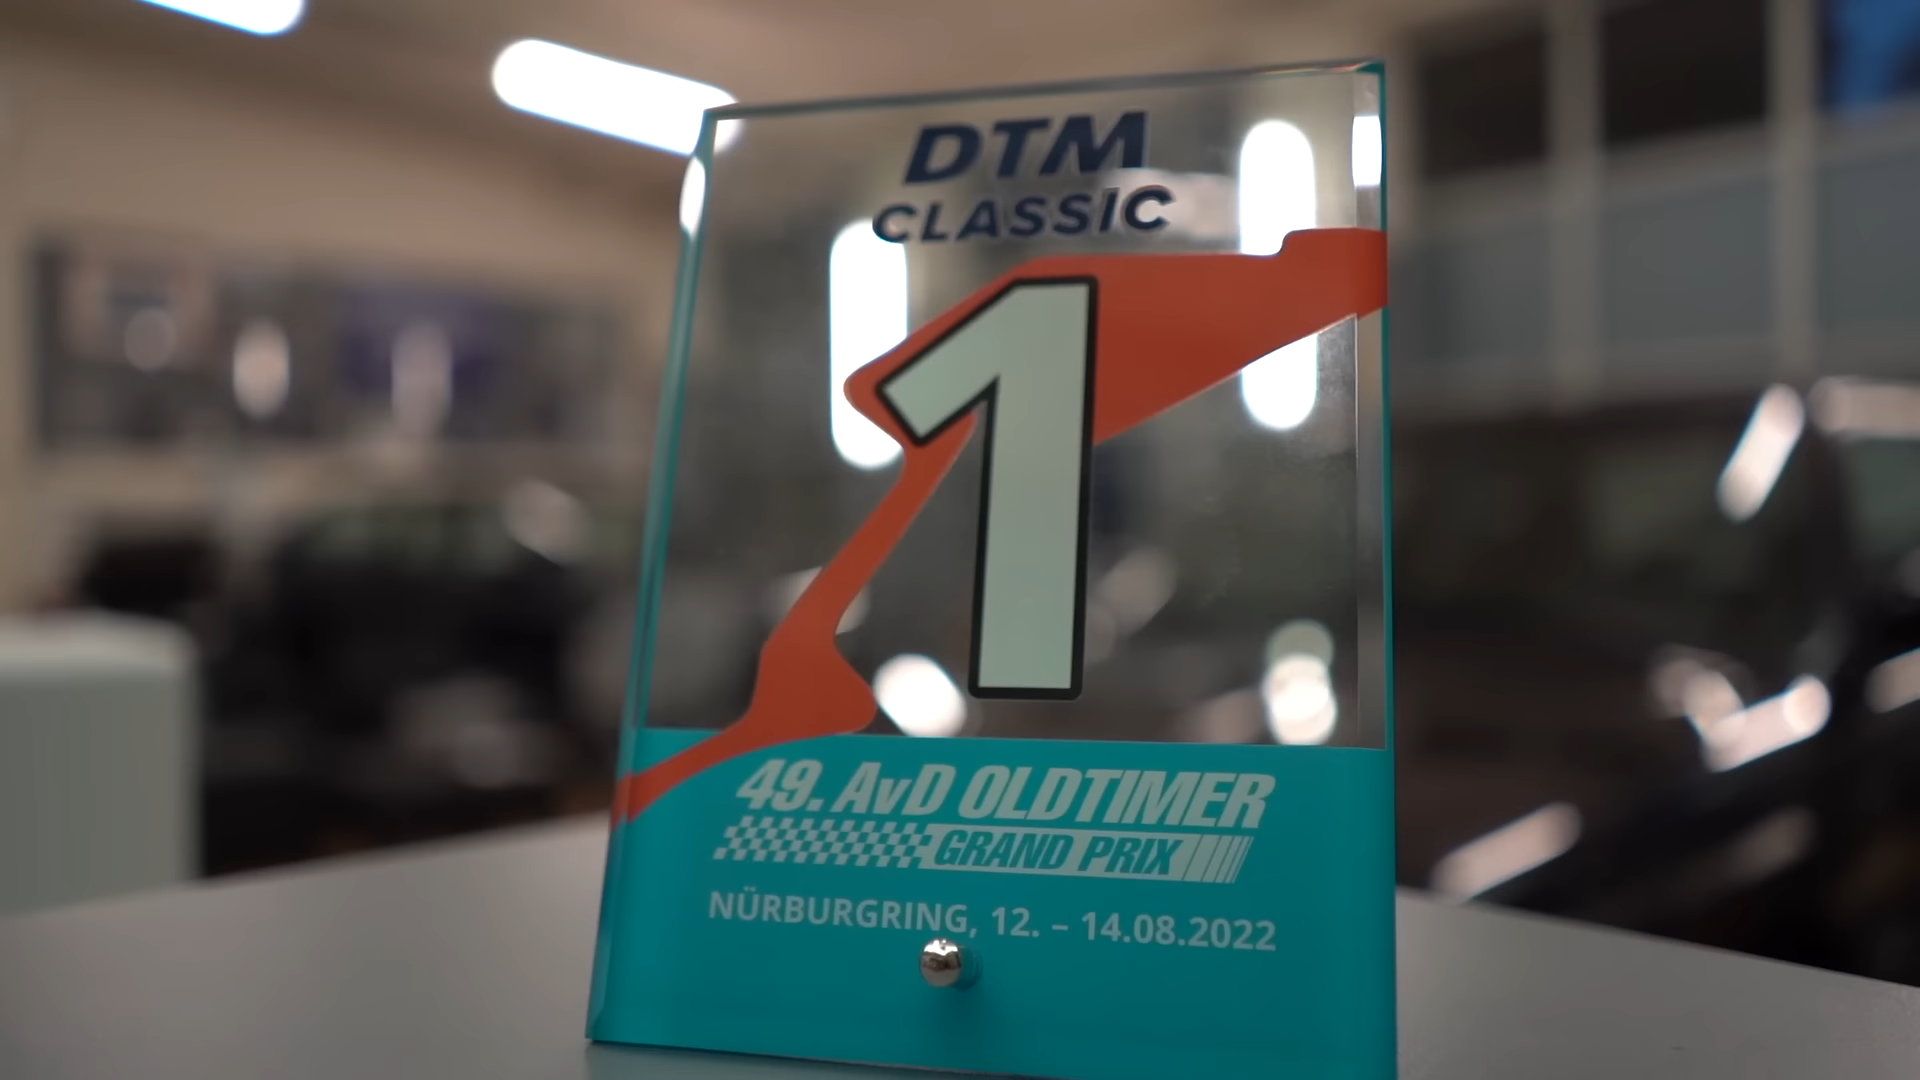 DTM
CLASSIC
1
49. AvD OLDTIMER
GRAND PRIX
NÜRBURGRING, 12. – 14.08.2022